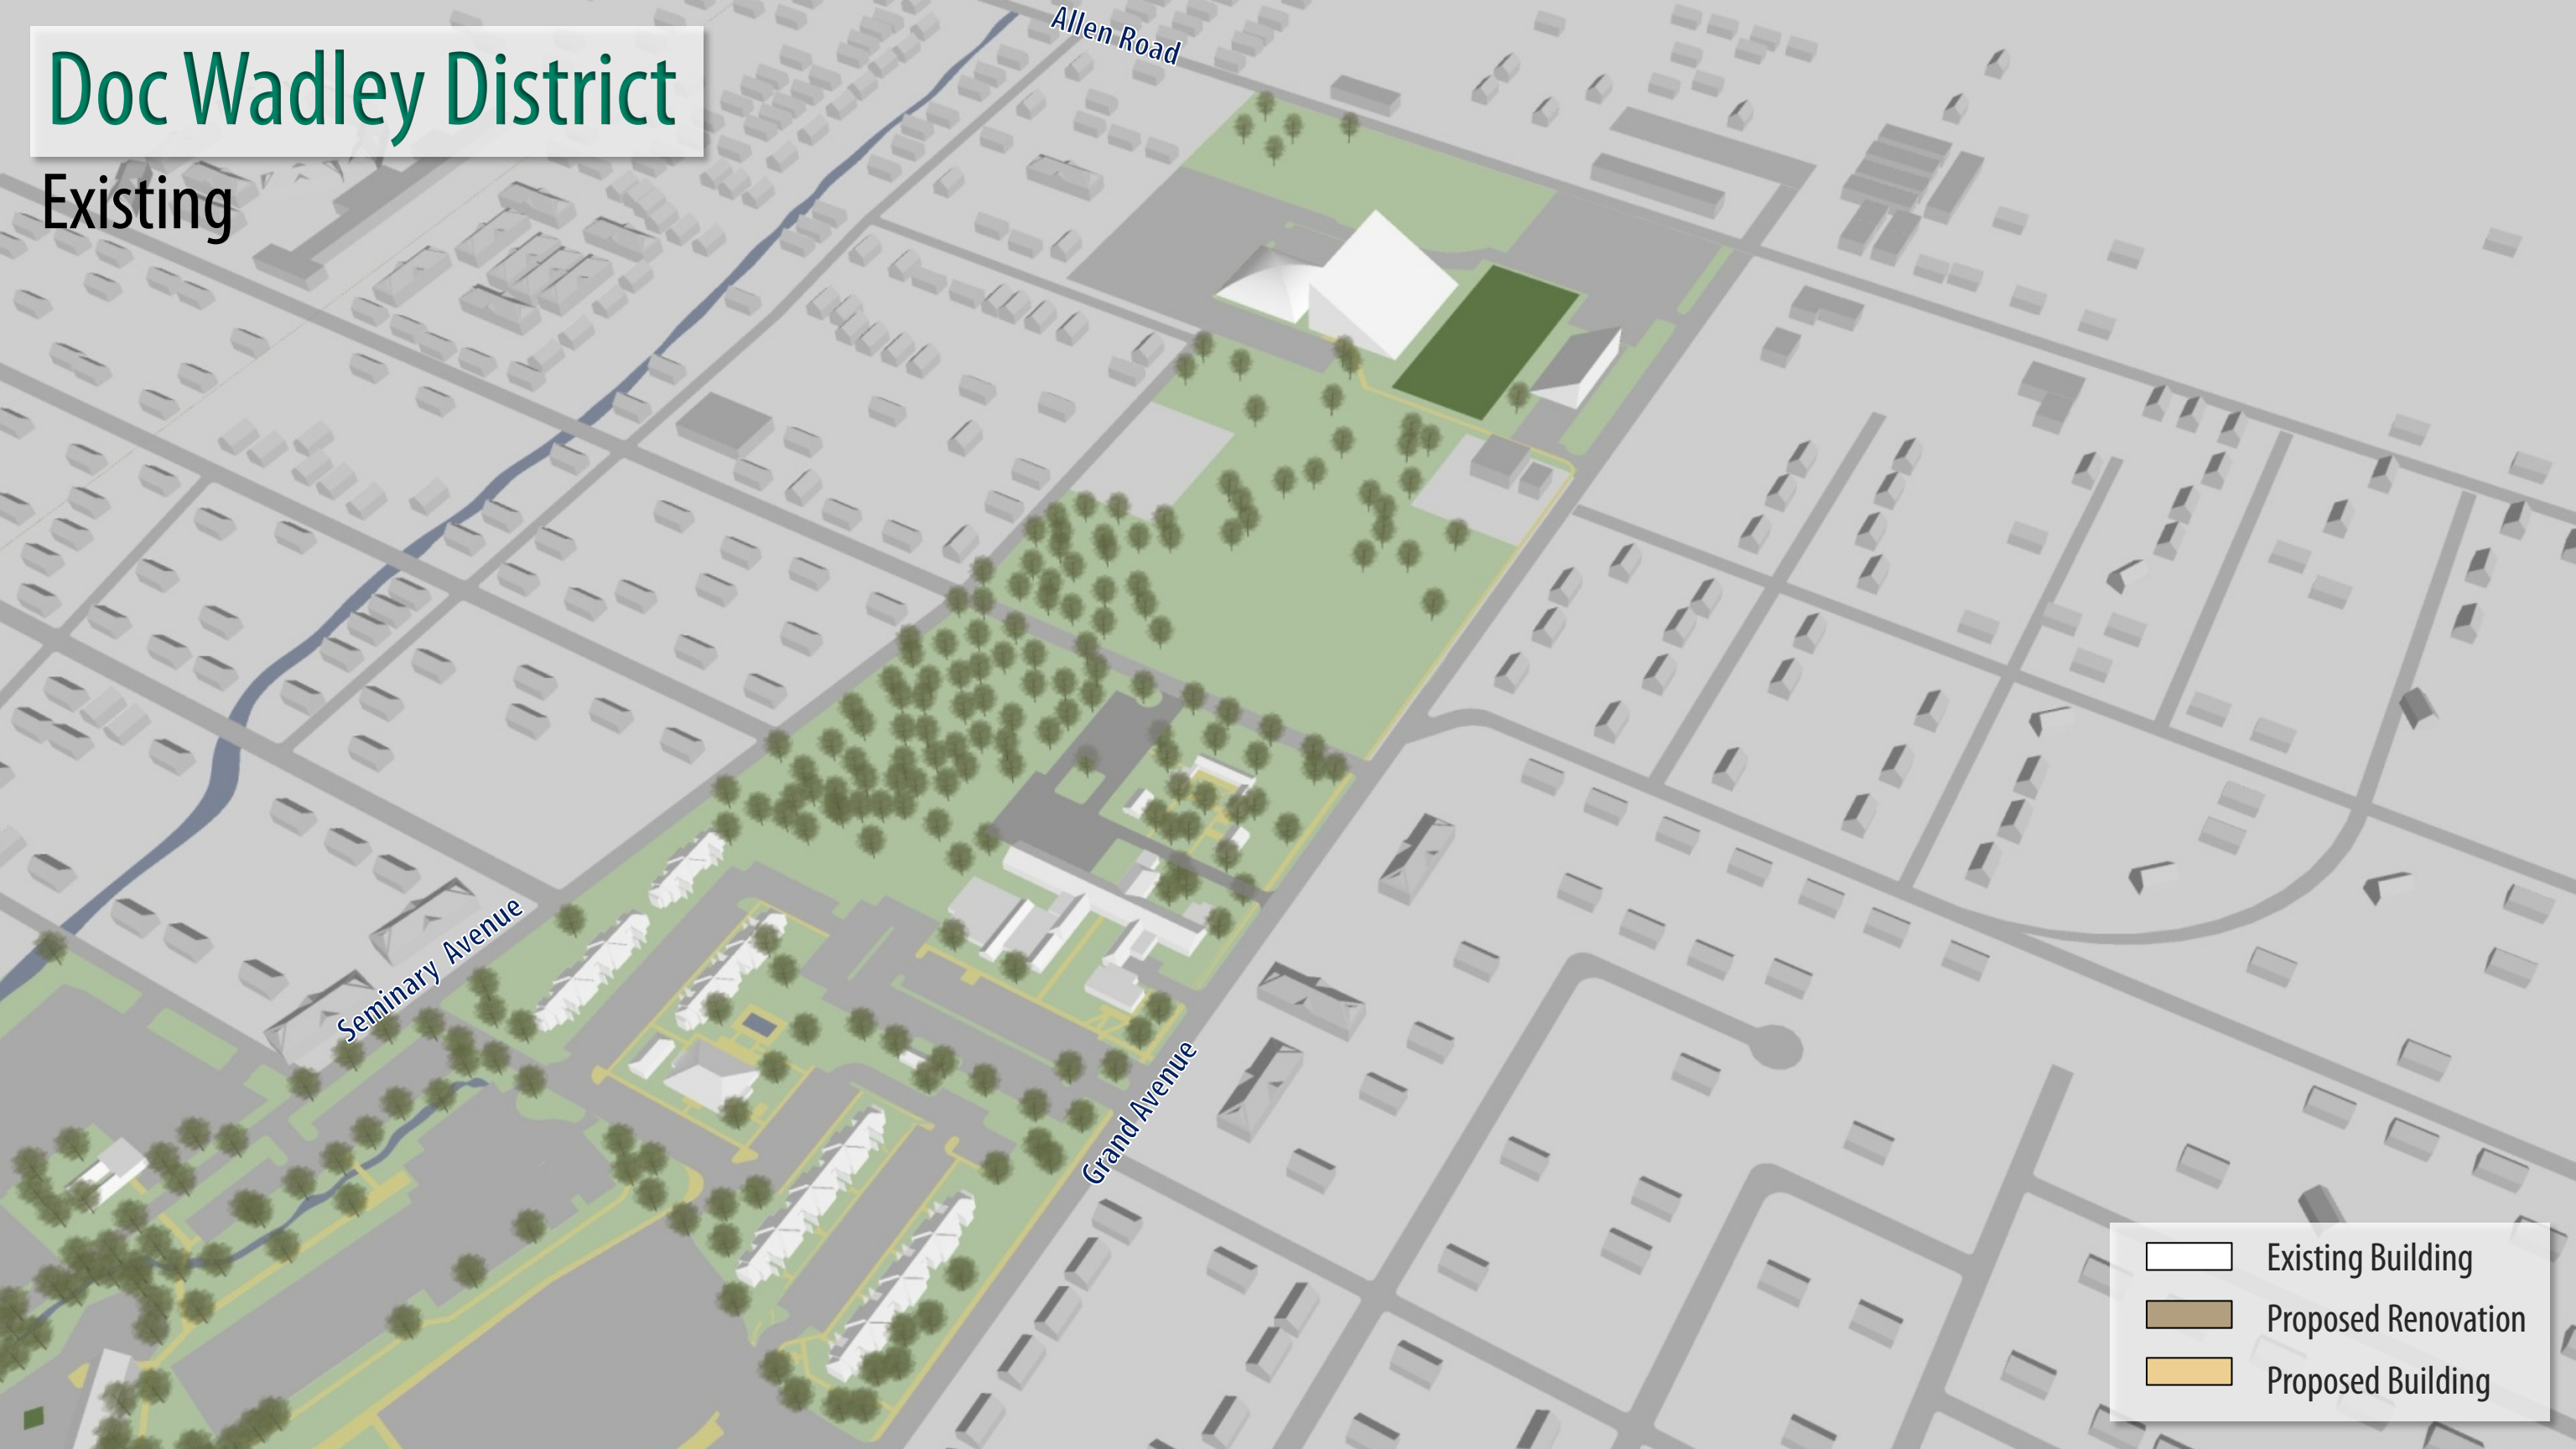 Doc Wadley District
Existing
Allen Road
Seminary Avenue
Grand Avenue
Existing Building
Proposed Renovation
Proposed Building